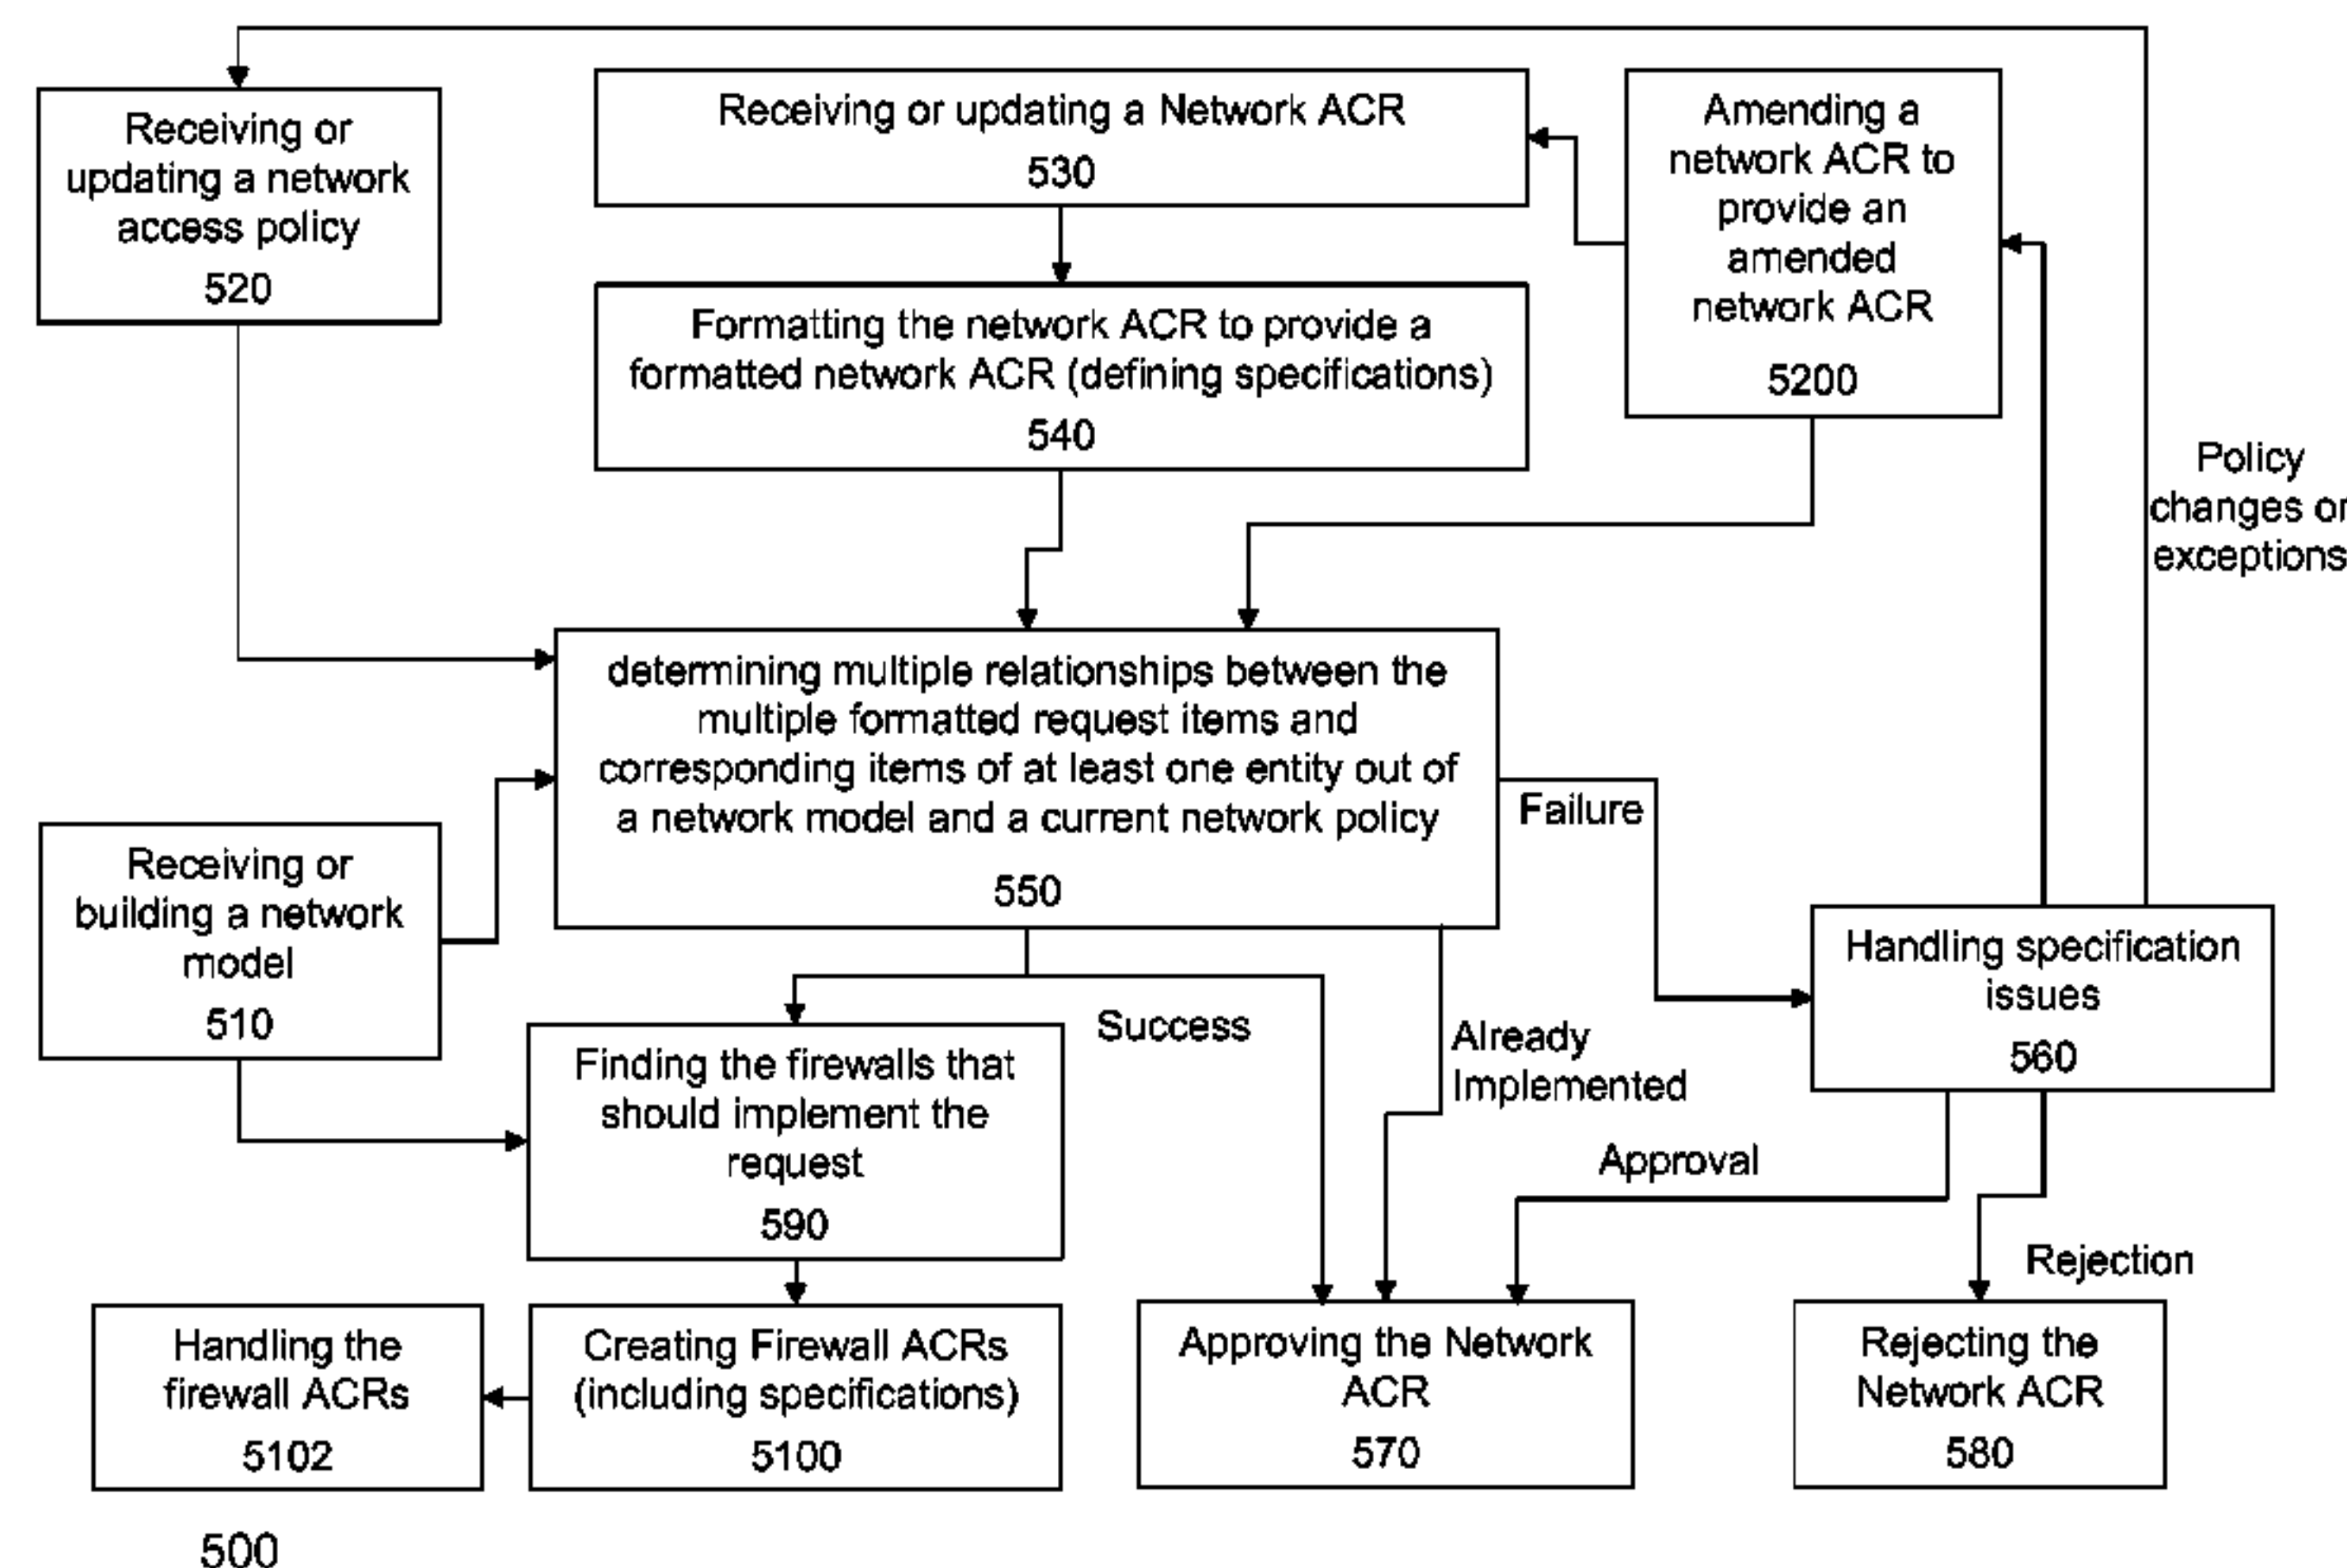 Receiving or
updating a network
access policy
520
Receiving or updating a Network ACR
530
Amending a
network ACR to
provide an
amended
network ACR
5200
Formatting the network ACR to provide a
formatted network ACR (defining specifications)
540
Policy
changes or
exceptions
determining multiple relationships between the
multiple formatted request items and
corresponding items of at least one entity out of
a network model and a current network policy
550
Failure
Receiving or
building a network
model
510
Handling specification
issues
560
Success
Already
Implemented
Finding the firewalls that
should implement the
request
590
Approval
Rejection
Handling the
firewall ACRs
5102
Creating Firewall ACRs
(including specifications)
5100
Approving the Network
ACR
570
Rejecting the
Network ACR
580
500